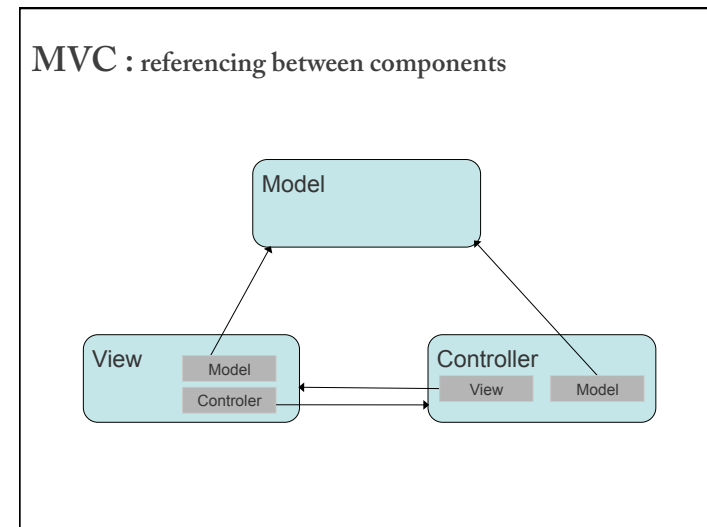 MVC : referencing between components
Model
View
Model
Controler
Controller
View
Model